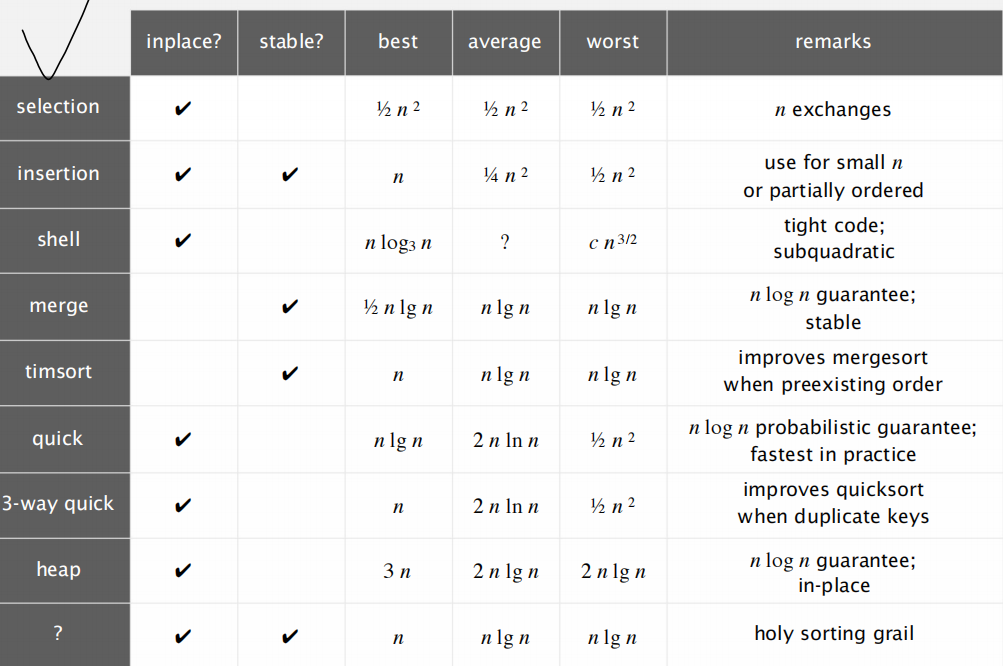 inplace? stable? best average worst remarks
selection ✔ ½ n ² ½ n ² ½ n ² n exchanges
insertion ✔ ✔ n ¼ n ² ½ n ² use for small n
or partially ordered
shell ✔ n log₃ n ? c n ³/² tight code;
subquadratic
merge ✔ ½ n lg n n lg n n lg n n log n guarantee;
stable
timsort ✔ n n lg n n lg n improves mergesort
when preexisting order
quick ✔ n lg n 2 n ln n ½ n ² n log n probabilistic guarantee;
fastest in practice
3-way quick ✔ n 2 n ln n ½ n ² improves quicksort
when duplicate keys
heap ✔ 3 n 2 n lg n 2 n lg n n log n guarantee;
in-place
? ✔ ✔ n n lg n n lg n holy sorting grail